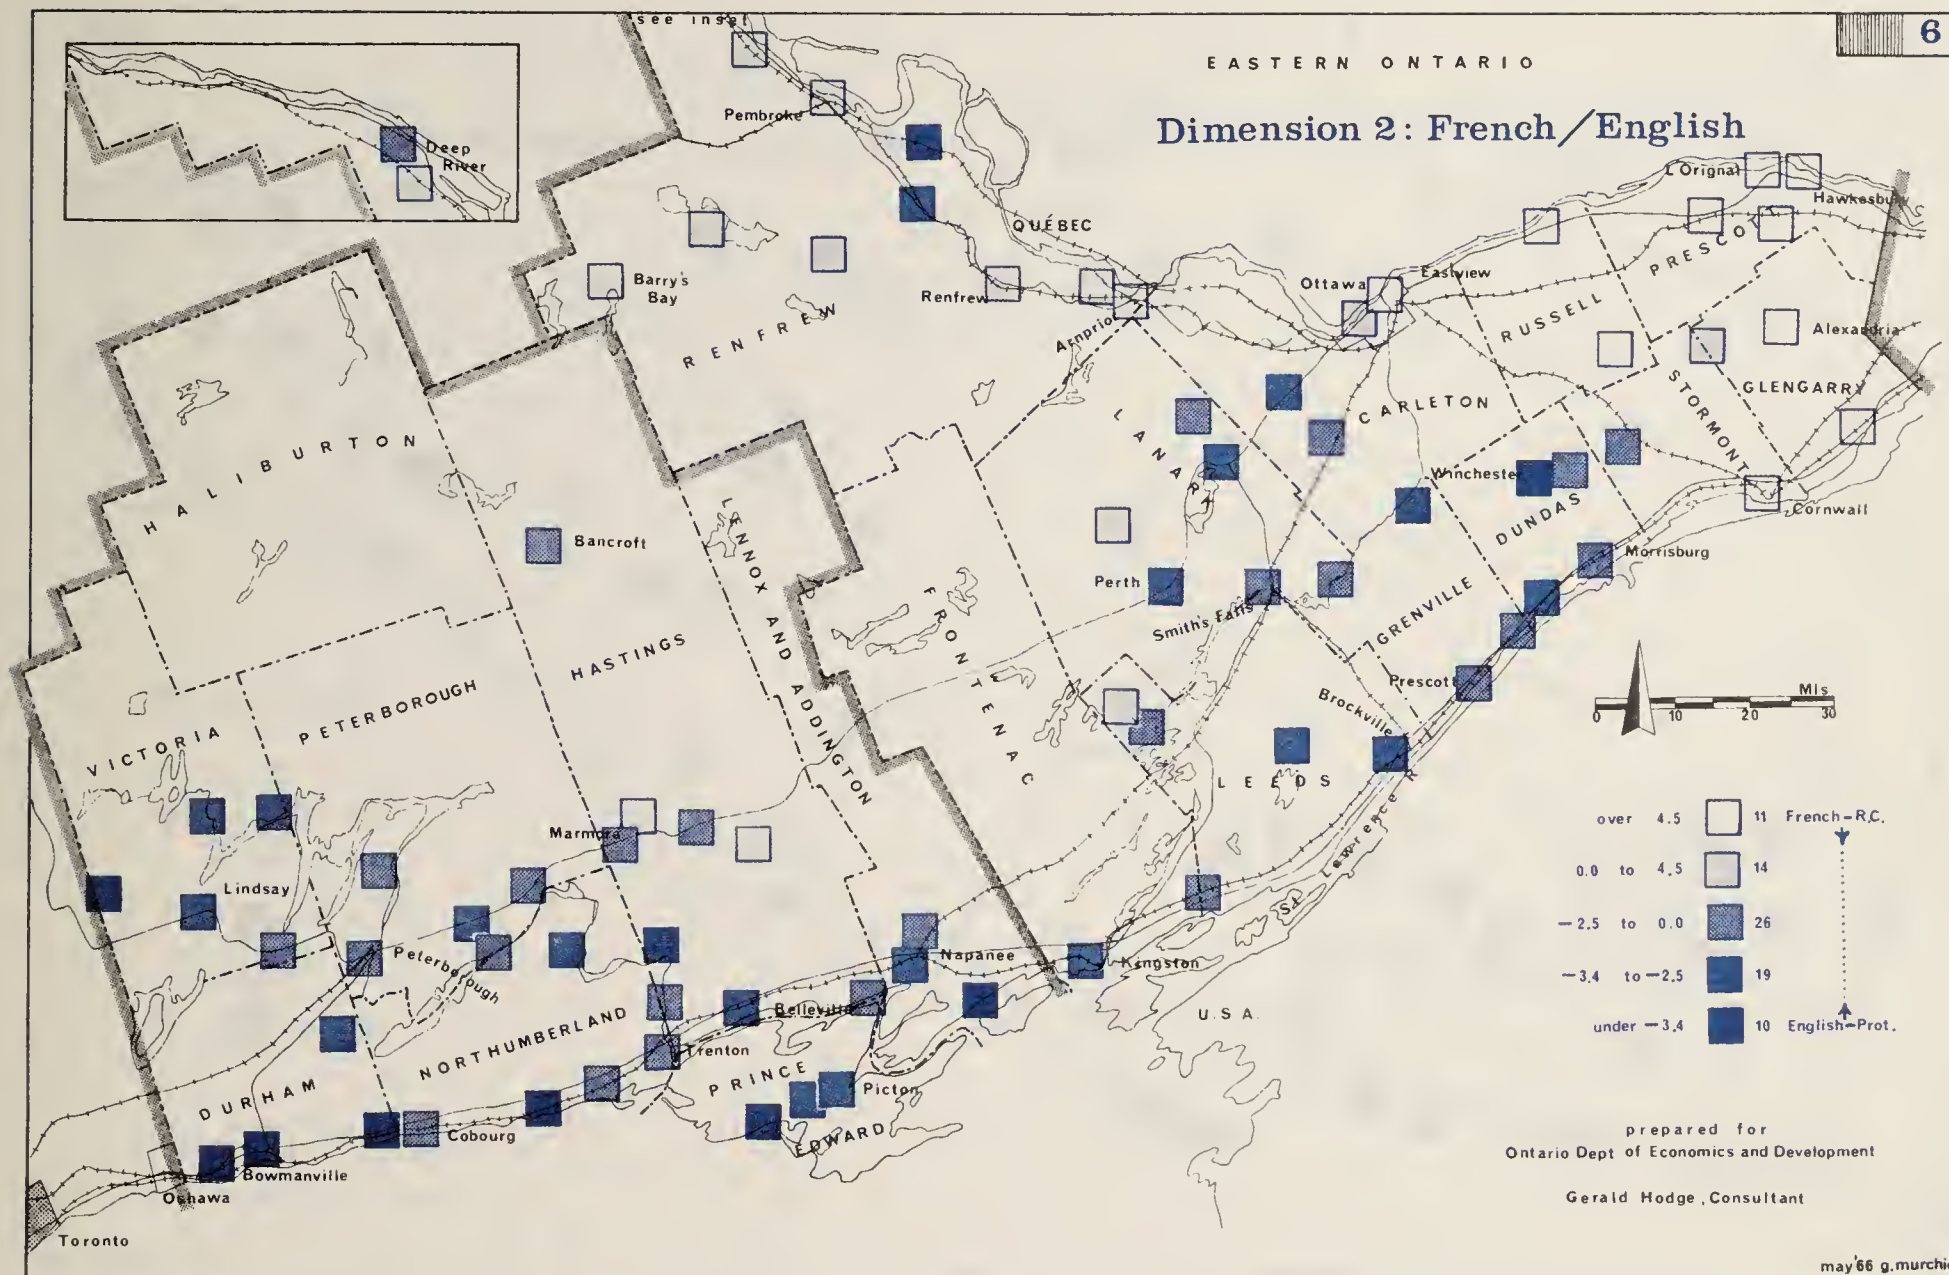 6
see inset
EASTERN ONTARIO
Dimension 2: French/English
Deep
River
Pembroke
L'Orignal
Hawkesbury
QUÉBEC
PRESCOT
Barry's
Bay
Renfrew
Ottawa
Eastview
RENFREW
Arnprior
RUSSELL
Alexandria
STORMONT
GLENGARRY
HALIBURTON
LANARK
CARLETON
Winchester
DUNDAS
Cornwall
Bancroft
LENNOX AND ADDINGTON
Morrisburg
FRONTENAC
Perth
Smith's Falls
GRENVILLE
HASTINGS
PETERBOROUGH
VICTORIA
Prescott
Brockville
Mls
0 10 20 30
LEEDS
Marmora
Lindsay
Lawrence R
IS
over 4.5 11 French-R.C.
0.0 to 4.5 14
-2.5 to 0.0 26
-3.4 to -2.5 19
under -3.4 10 English-Prot.
Peterborough
Napanee
Kingston
Belleville
U.S.A.
NORTHUMBERLAND
Trenton
DURHAM
PRINCE
EDWARD
Picton
Cobourg
Bowmanville
Oshawa
Toronto
prepared for
Ontario Dept of Economics and Development
Gerald Hodge, Consultant
may'66 g.murchie